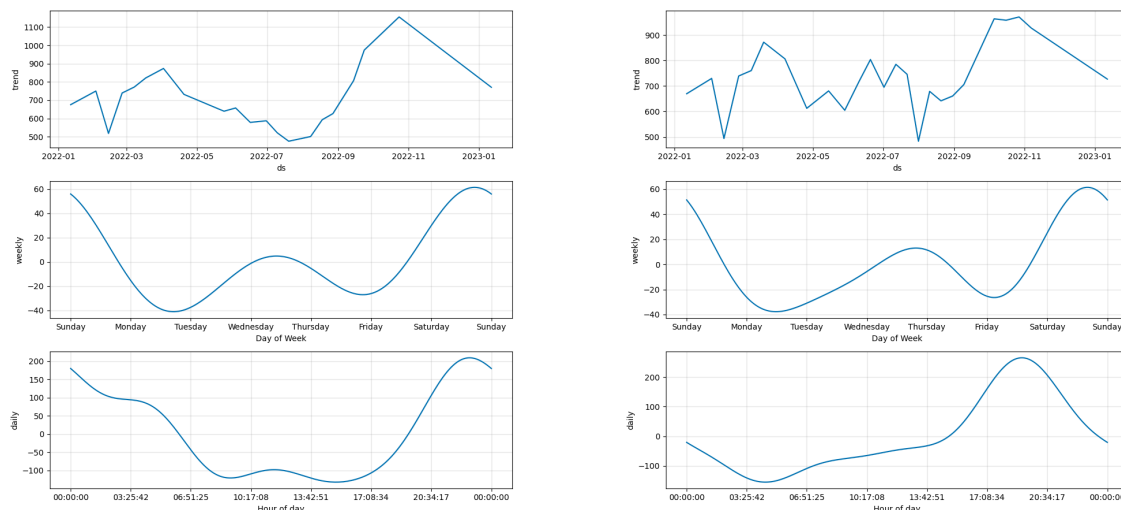 1100
1000
900
800
700
600
500
trend
2022-01 2022-03 2022-05 2022-07 2022-09 2022-11 2023-01
ds
60
40
20
0
−20
−40
weekly
Sunday Monday Tuesday Wednesday Thursday Friday Saturday Sunday
Day of Week
200
150
100
50
0
−50
−100
daily
00:00:00 03:25:42 06:51:25 10:17:08 13:42:51 17:08:34 20:34:17 00:00:00
Hour of day
900
800
700
600
500
trend
2022-01 2022-03 2022-05 2022-07 2022-09 2022-11 2023-01
ds
60
40
20
0
−20
−40
weekly
Sunday Monday Tuesday Wednesday Thursday Friday Saturday Sunday
Day of Week
200
100
0
−100
daily
00:00:00 03:25:42 06:51:25 10:17:08 13:42:51 17:08:34 20:34:17 00:00:00
Hour of day